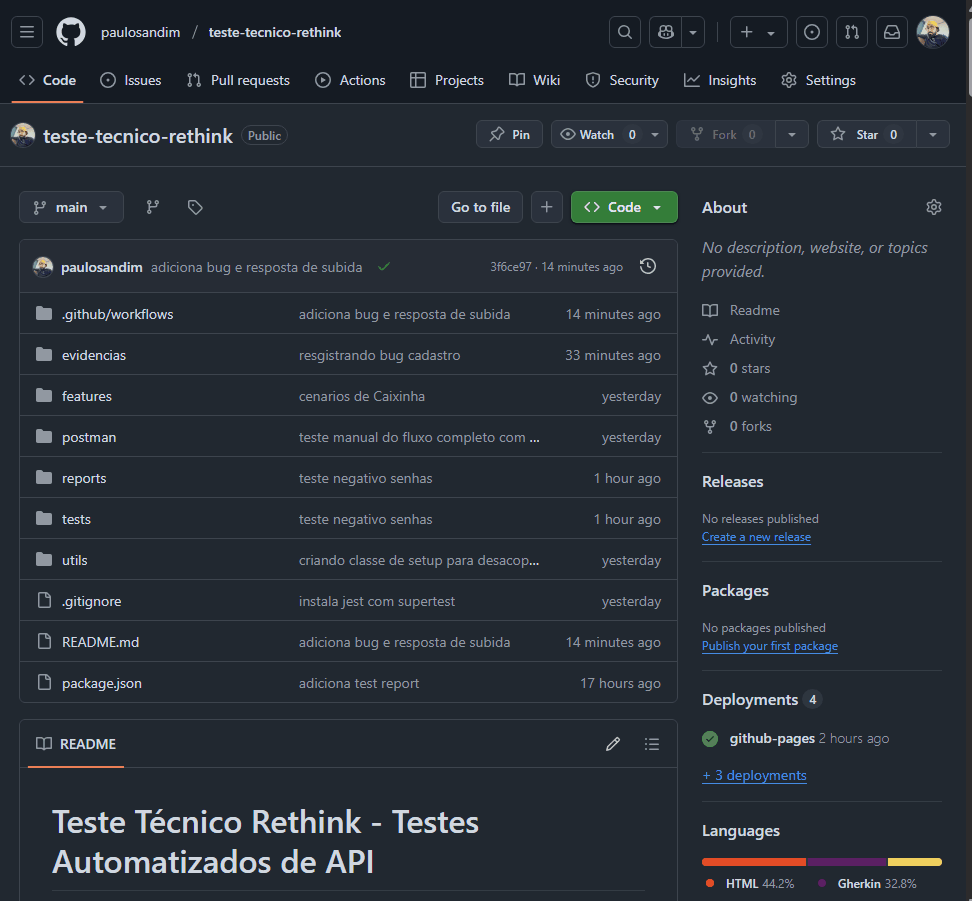 paulosandim / teste-tecnico-rethink
Code Issues Pull requests Actions Projects Wiki Security Insights Settings
teste-tecnico-rethink Public
Pin Watch 0 Fork 0 Star 0
main Go to file Code
paulosandim adiciona bug e resposta de subida 3f6ce97 · 14 minutes ago
.github/workflows adiciona bug e resposta de subida 14 minutes ago
evidencias resgistrando bug cadastro 33 minutes ago
features cenarios de Caixinha yesterday
postman teste manual do fluxo completo com ... yesterday
reports teste negativo senhas 1 hour ago
tests teste negativo senhas 1 hour ago
utils criando classe de setup para desacop... yesterday
.gitignore instala jest com supertest yesterday
README.md adiciona bug e resposta de subida 14 minutes ago
package.json adiciona test report 17 hours ago
README
Teste Técnico Rethink - Testes
Automatizados de API
About
No description, website, or topics
provided.
Readme
Activity
0 stars
0 watching
0 forks
Releases
No releases published
Create a new release
Packages
No packages published
Publish your first package
Deployments 4
github-pages 2 hours ago
+ 3 deployments
Languages
HTML 44.2% Gherkin 32.8%